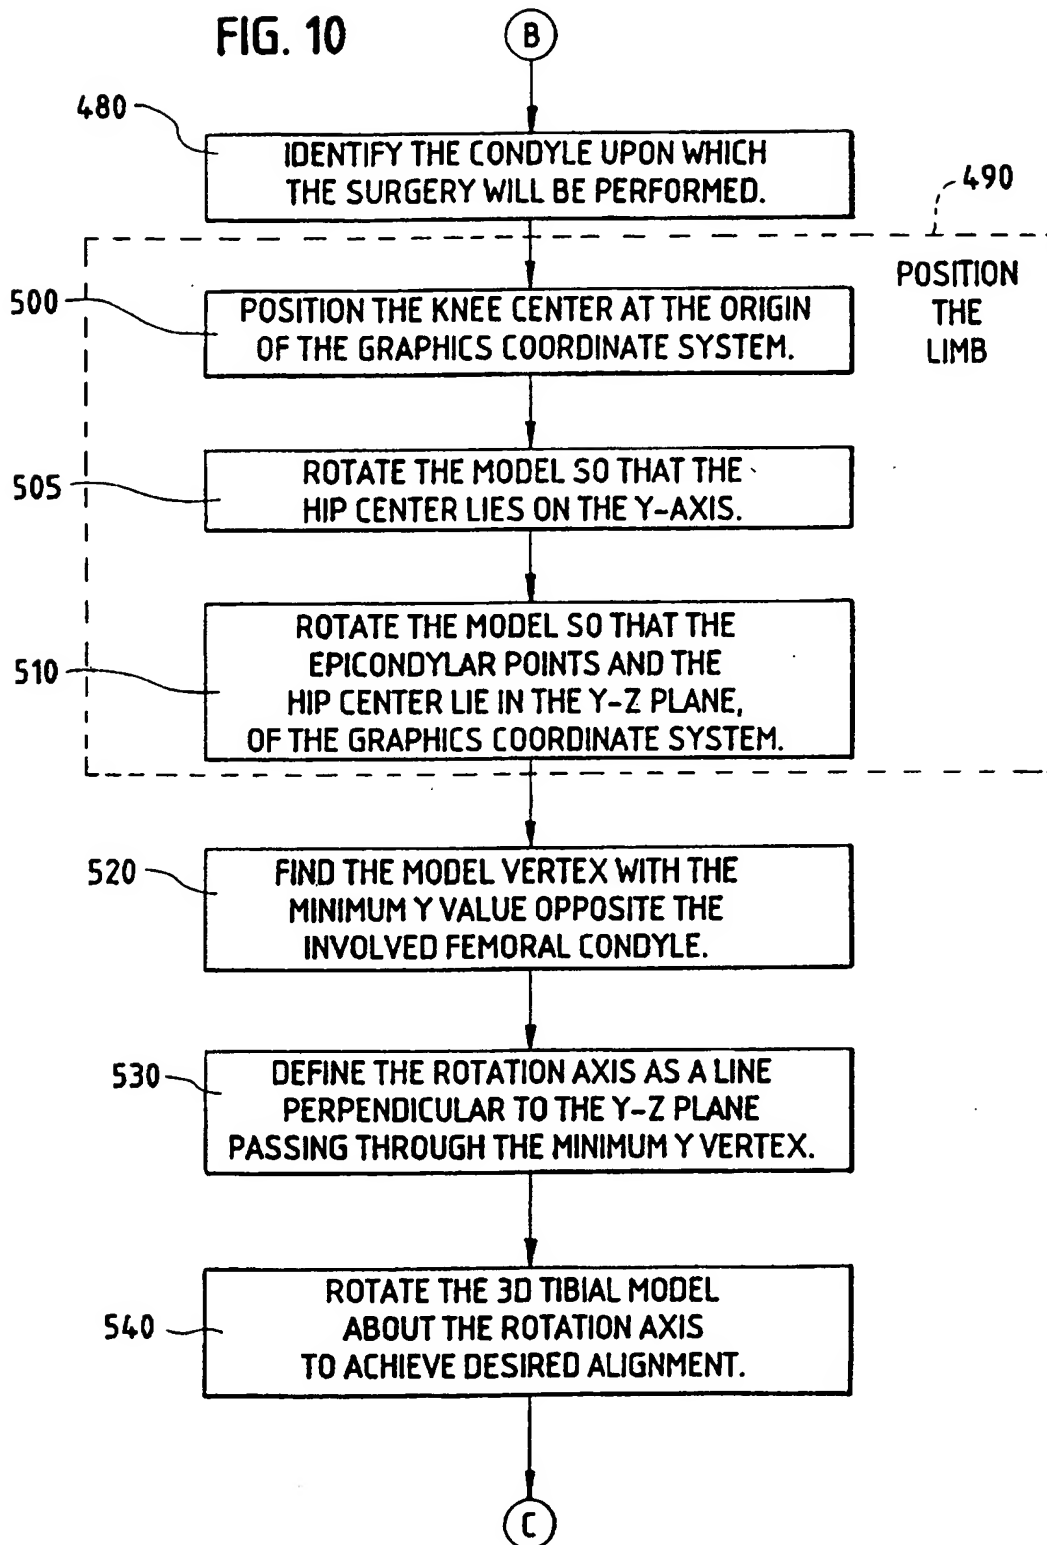 FIG. 10
B
480
IDENTIFY THE CONDYLE UPON WHICH
THE SURGERY WILL BE PERFORMED.
490
POSITION
THE
LIMB
500
POSITION THE KNEE CENTER AT THE ORIGIN
OF THE GRAPHICS COORDINATE SYSTEM.
505
ROTATE THE MODEL SO THAT THE
HIP CENTER LIES ON THE Y-AXIS.
510
ROTATE THE MODEL SO THAT THE
EPICONDYLAR POINTS AND THE
HIP CENTER LIE IN THE Y-Z PLANE,
OF THE GRAPHICS COORDINATE SYSTEM.
520
FIND THE MODEL VERTEX WITH THE
MINIMUM Y VALUE OPPOSITE THE
INVOLVED FEMORAL CONDYLE.
530
DEFINE THE ROTATION AXIS AS A LINE
PERPENDICULAR TO THE Y-Z PLANE
PASSING THROUGH THE MINIMUM Y VERTEX.
540
ROTATE THE 3D TIBIAL MODEL
ABOUT THE ROTATION AXIS
TO ACHIEVE DESIRED ALIGNMENT.
C